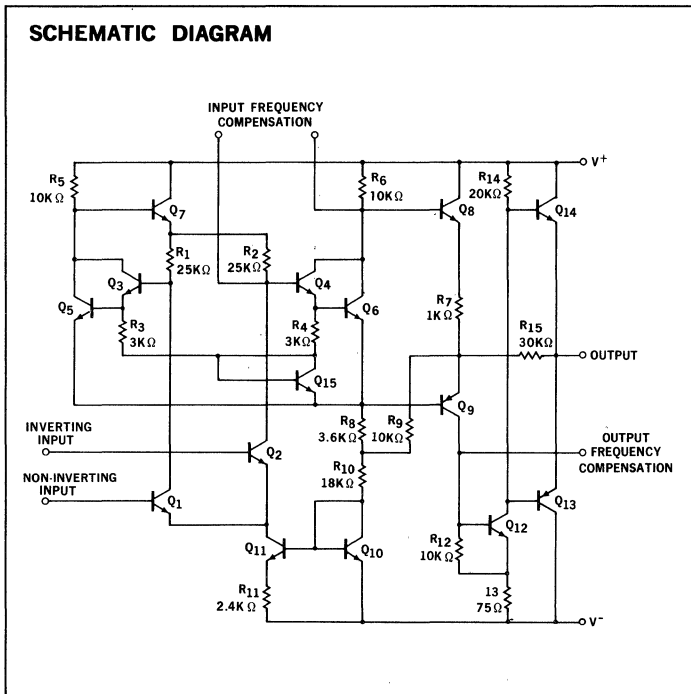 SCHEMATIC DIAGRAM
INPUT FREQUENCY
COMPENSATION
V+
R5
10KΩ
Q7
R6
10KΩ
Q8
R14
20KΩ
Q14
R1
25KΩ
R2
25KΩ
Q3
Q5
Q4
Q6
R3
3KΩ
R4
3KΩ
R7
1KΩ
R15
30KΩ
OUTPUT
Q15
Q9
R8
3.6KΩ
R9
10KΩ
INVERTING
INPUT
Q2
OUTPUT
FREQUENCY
COMPENSATION
NON-INVERTING
INPUT
Q1
R10
18KΩ
Q11
Q10
R12
10KΩ
Q12
Q13
R11
2.4KΩ
13
75Ω
V-